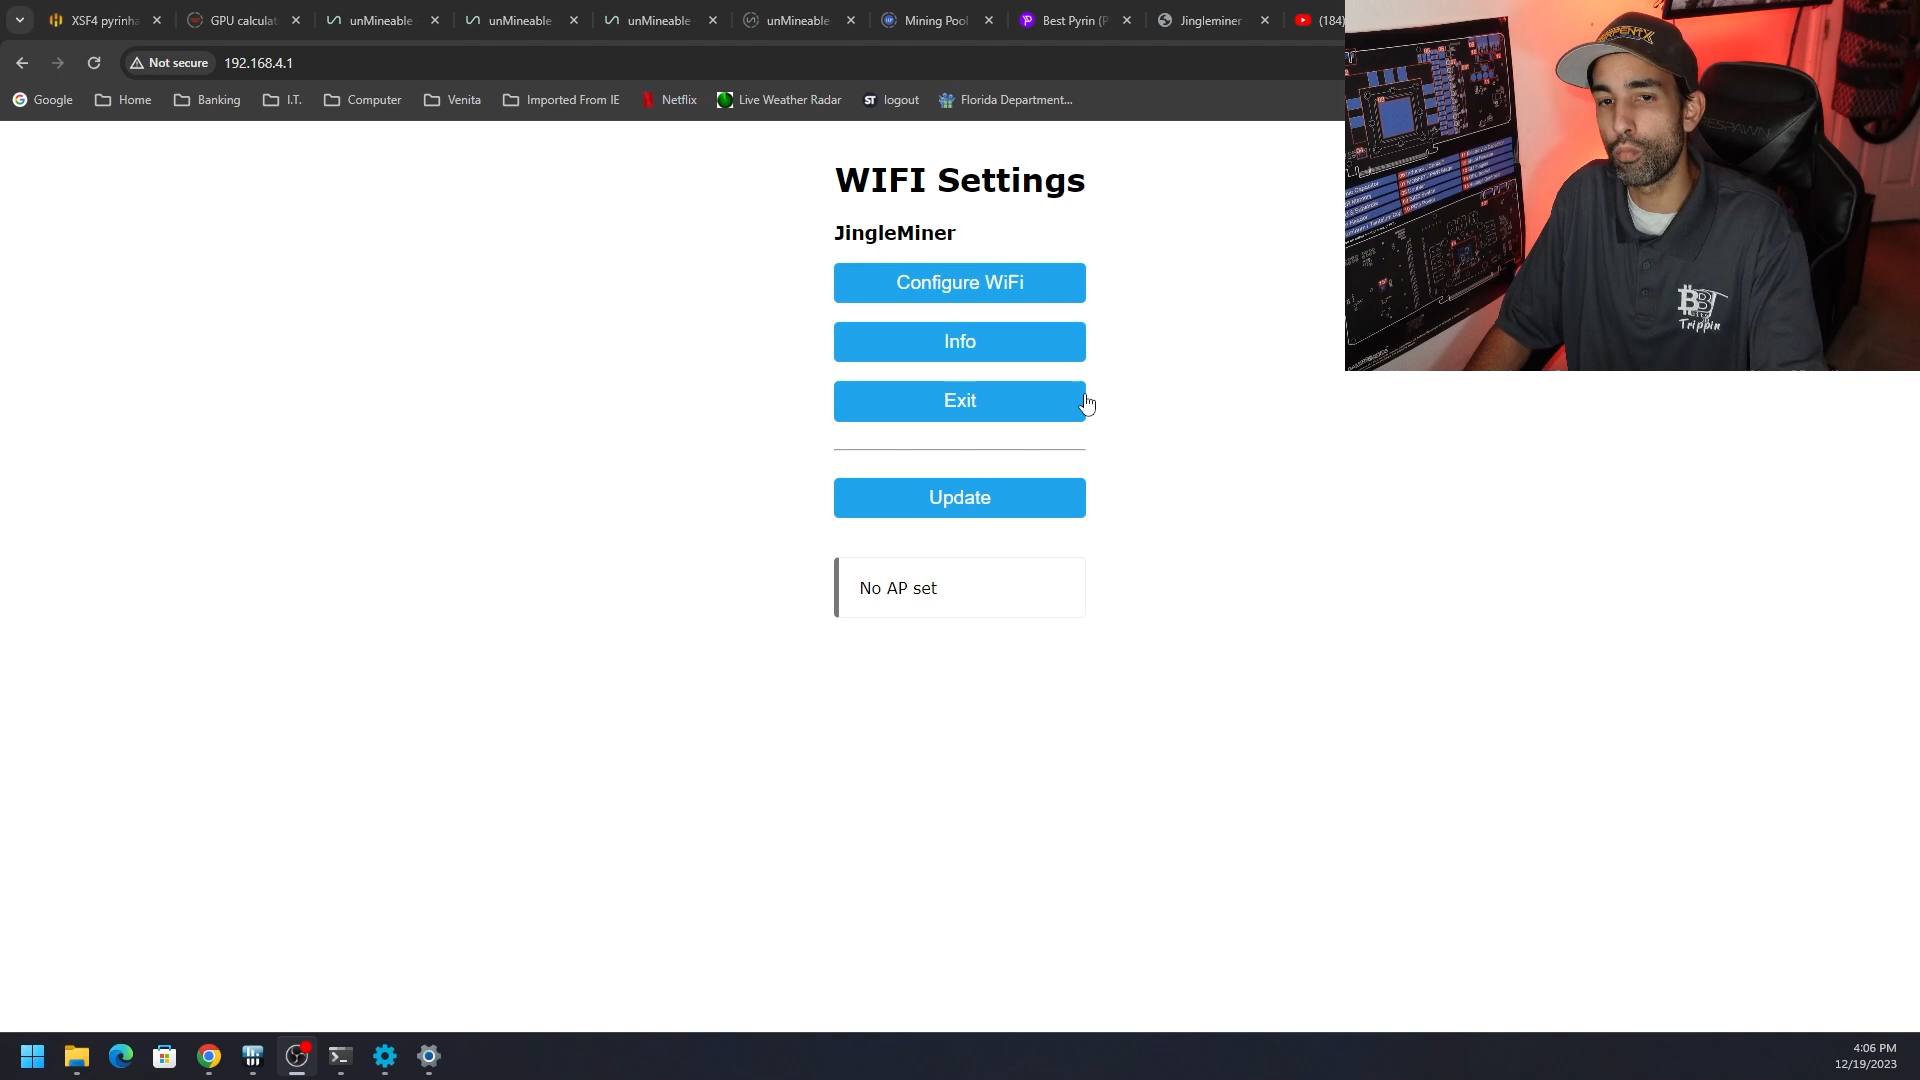 XSF4 pyrinha
GPU calculat
unMineable
unMineable
unMineable
unMineable
Mining Pool
Best Pyrin (P
Jingleminer
(184)
Not secure
192.168.4.1
Google
Home
Banking
I.T.
Computer
Venita
Imported From IE
Netflix
Live Weather Radar
ST
logout
Florida Department...
WIFI Settings
JingleMiner
Configure WiFi
Info
Exit
Update
No AP set
Trippin
4:06 PM
12/19/2023